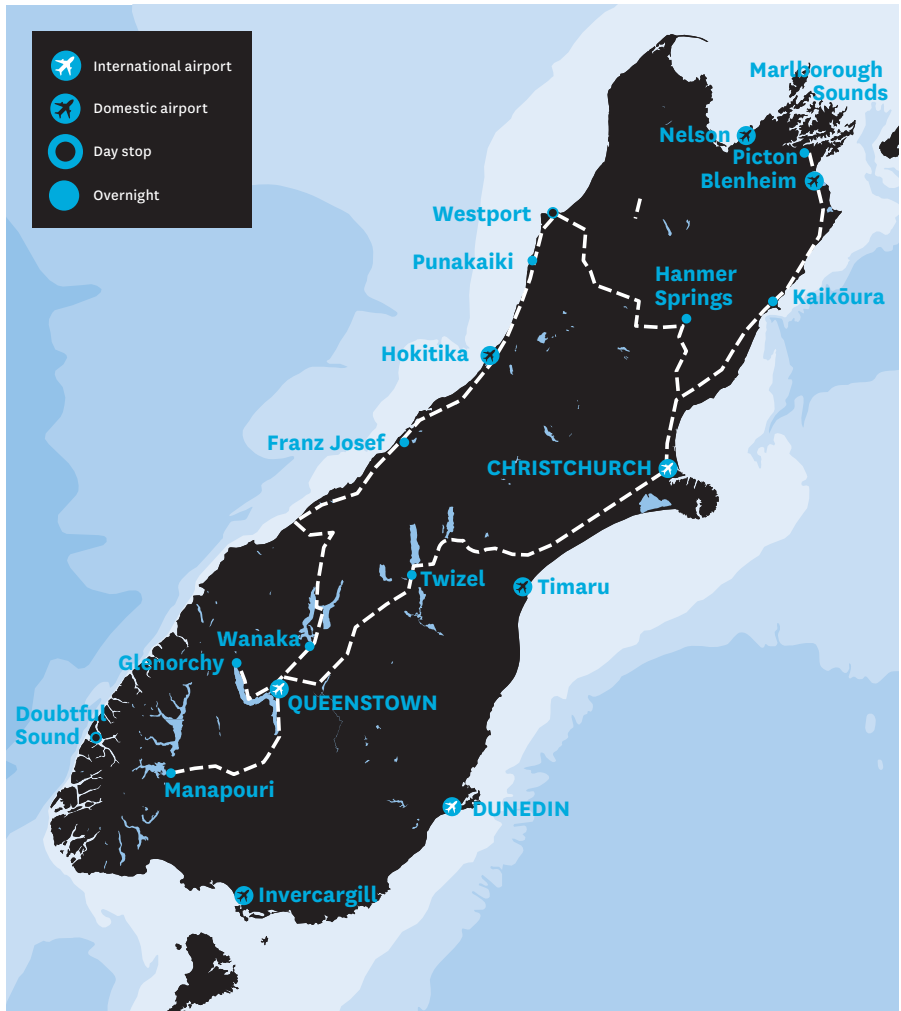 International airport
Domestic airport
Day stop
Overnight
Marlborough
Sounds
Nelson
Picton
Blenheim
Westport
Punakaiki
Hanmer
Springs
Kaikōura
Hokitika
Franz Josef
CHRISTCHURCH
Twizel
Timaru
Wanaka
Glenorchy
QUEENSTOWN
Doubtful
Sound
Manapouri
DUNEDIN
Invercargill